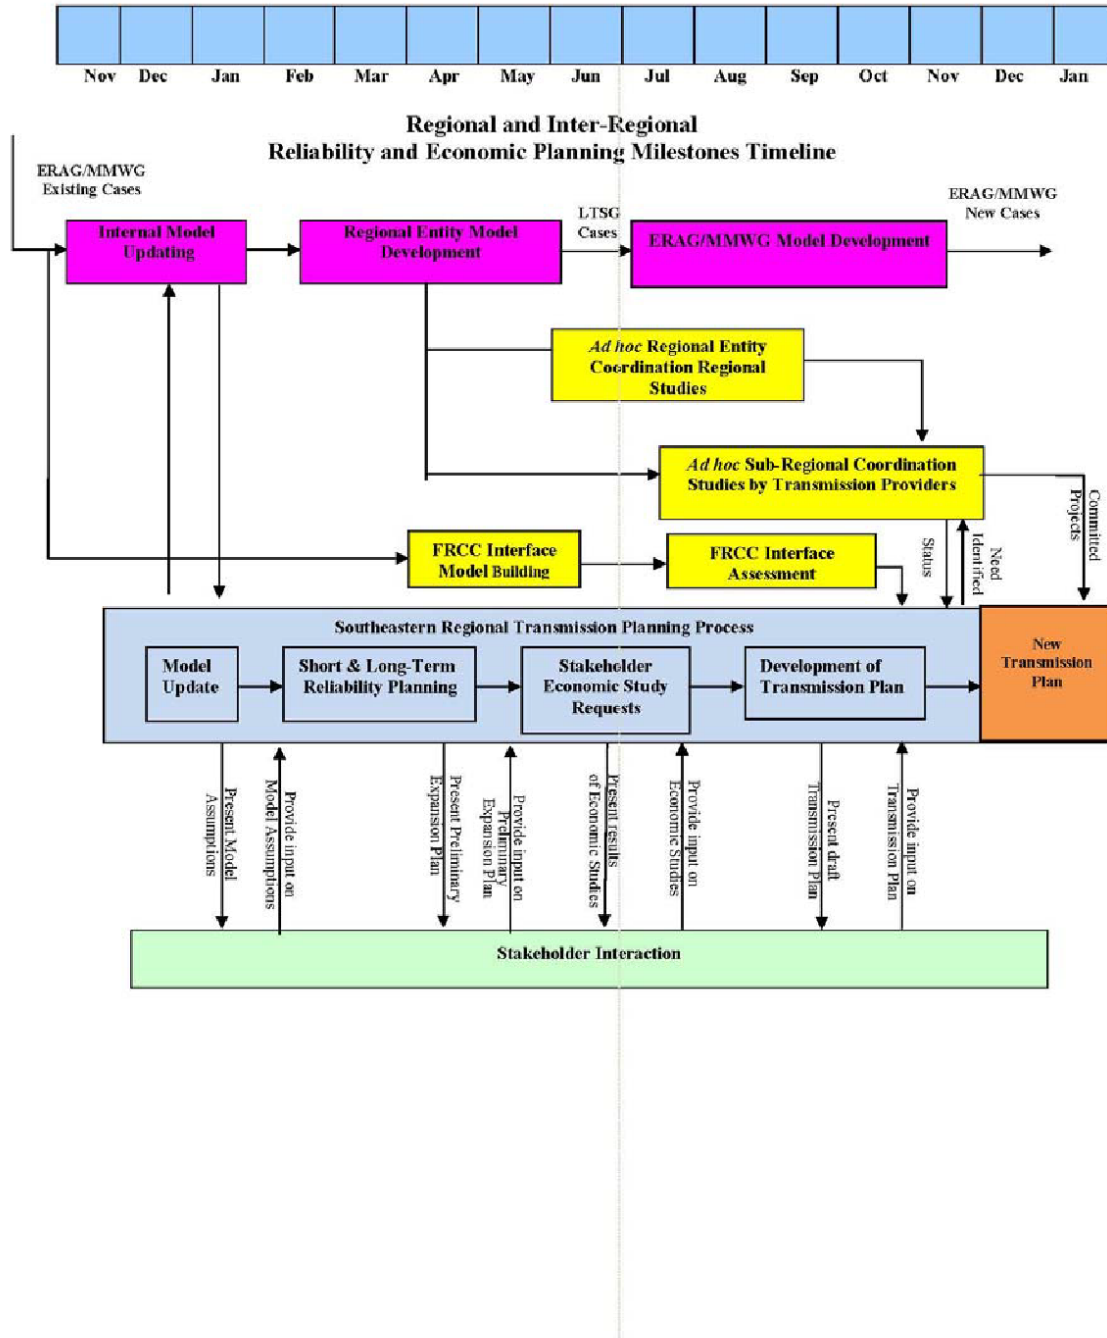 Nov Dec Jan Feb Mar Apr May Jun Jul Aug Sep Oct Nov Dec Jan
Regional and Inter-Regional
Reliability and Economic Planning Milestones Timeline
ERAG/MMWG
Existing Cases
Internal Model
Updating
Regional Entity Model
Development
LTSG
Cases
ERAG/MMWG Model Development
ERAG/MMWG
New Cases
Ad hoc Regional Entity
Coordination Regional
Studies
Ad hoc Sub-Regional Coordination
Studies by Transmission Providers
FRCC Interface
Model Building
FRCC Interface
Assessment
Status
Need
Identified
Committed
Projects
Southeastern Regional Transmission Planning Process
Model
Update
Short & Long-Term
Reliability Planning
Stakeholder
Economic Study
Requests
Development of
Transmission Plan
New
Transmission
Plan
Present Model
Assumptions
Provide input on
Model Assumptions
Present Preliminary
Expansion Plan
Provide input on
Preliminary
Expansion Plan
Present results
of Economic Studies
Provide input on
Economic Studies
Present draft
Transmission Plan
Provide input on
Transmission Plan
Stakeholder Interaction